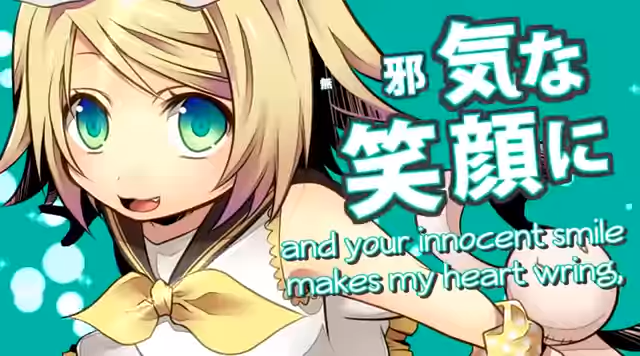 無邪気な
笑顔に
and your innocent smile
makes my heart wring,